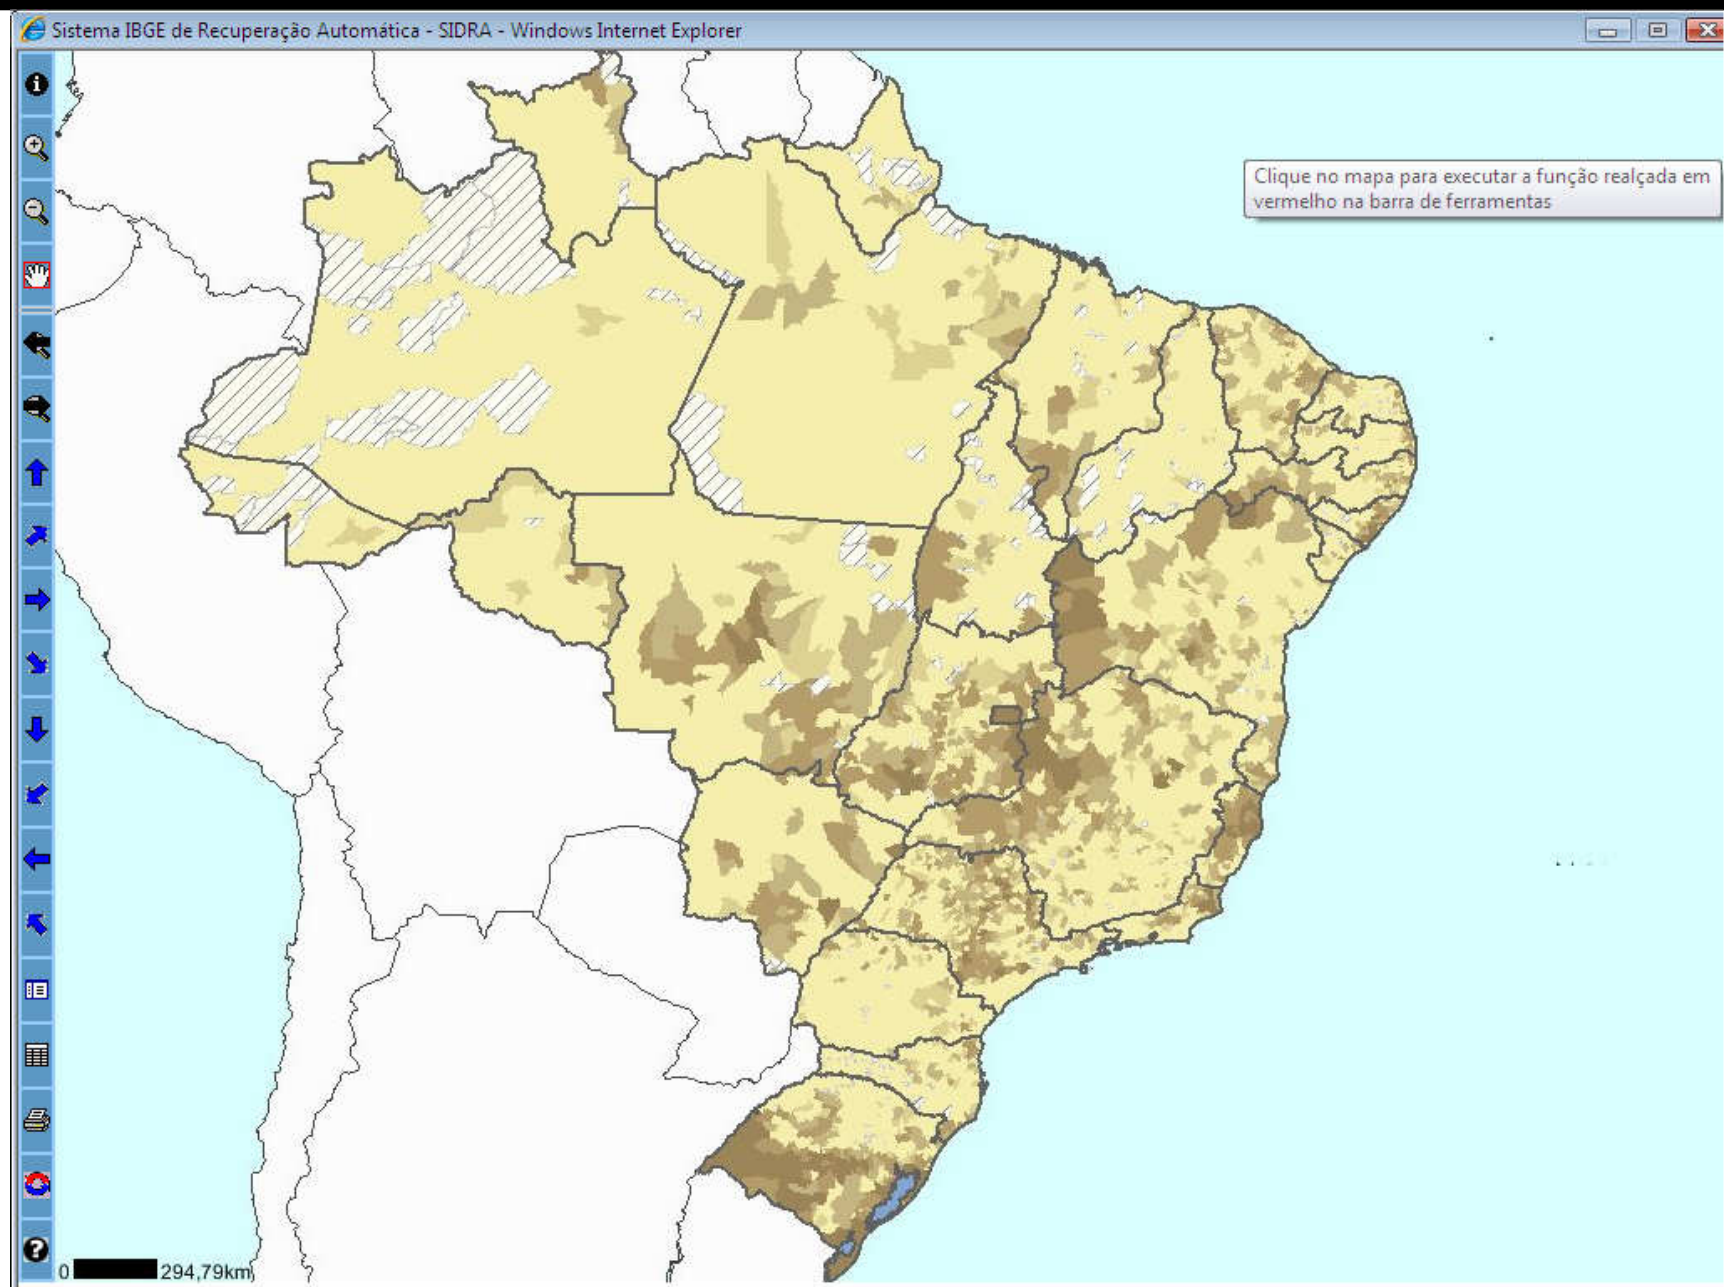 Sistema IBGE de Recuperação Automática - SIDRA - Windows Internet Explorer
Clique no mapa para executar a função realçada em
vermelho na barra de ferramentas
0 294,79km